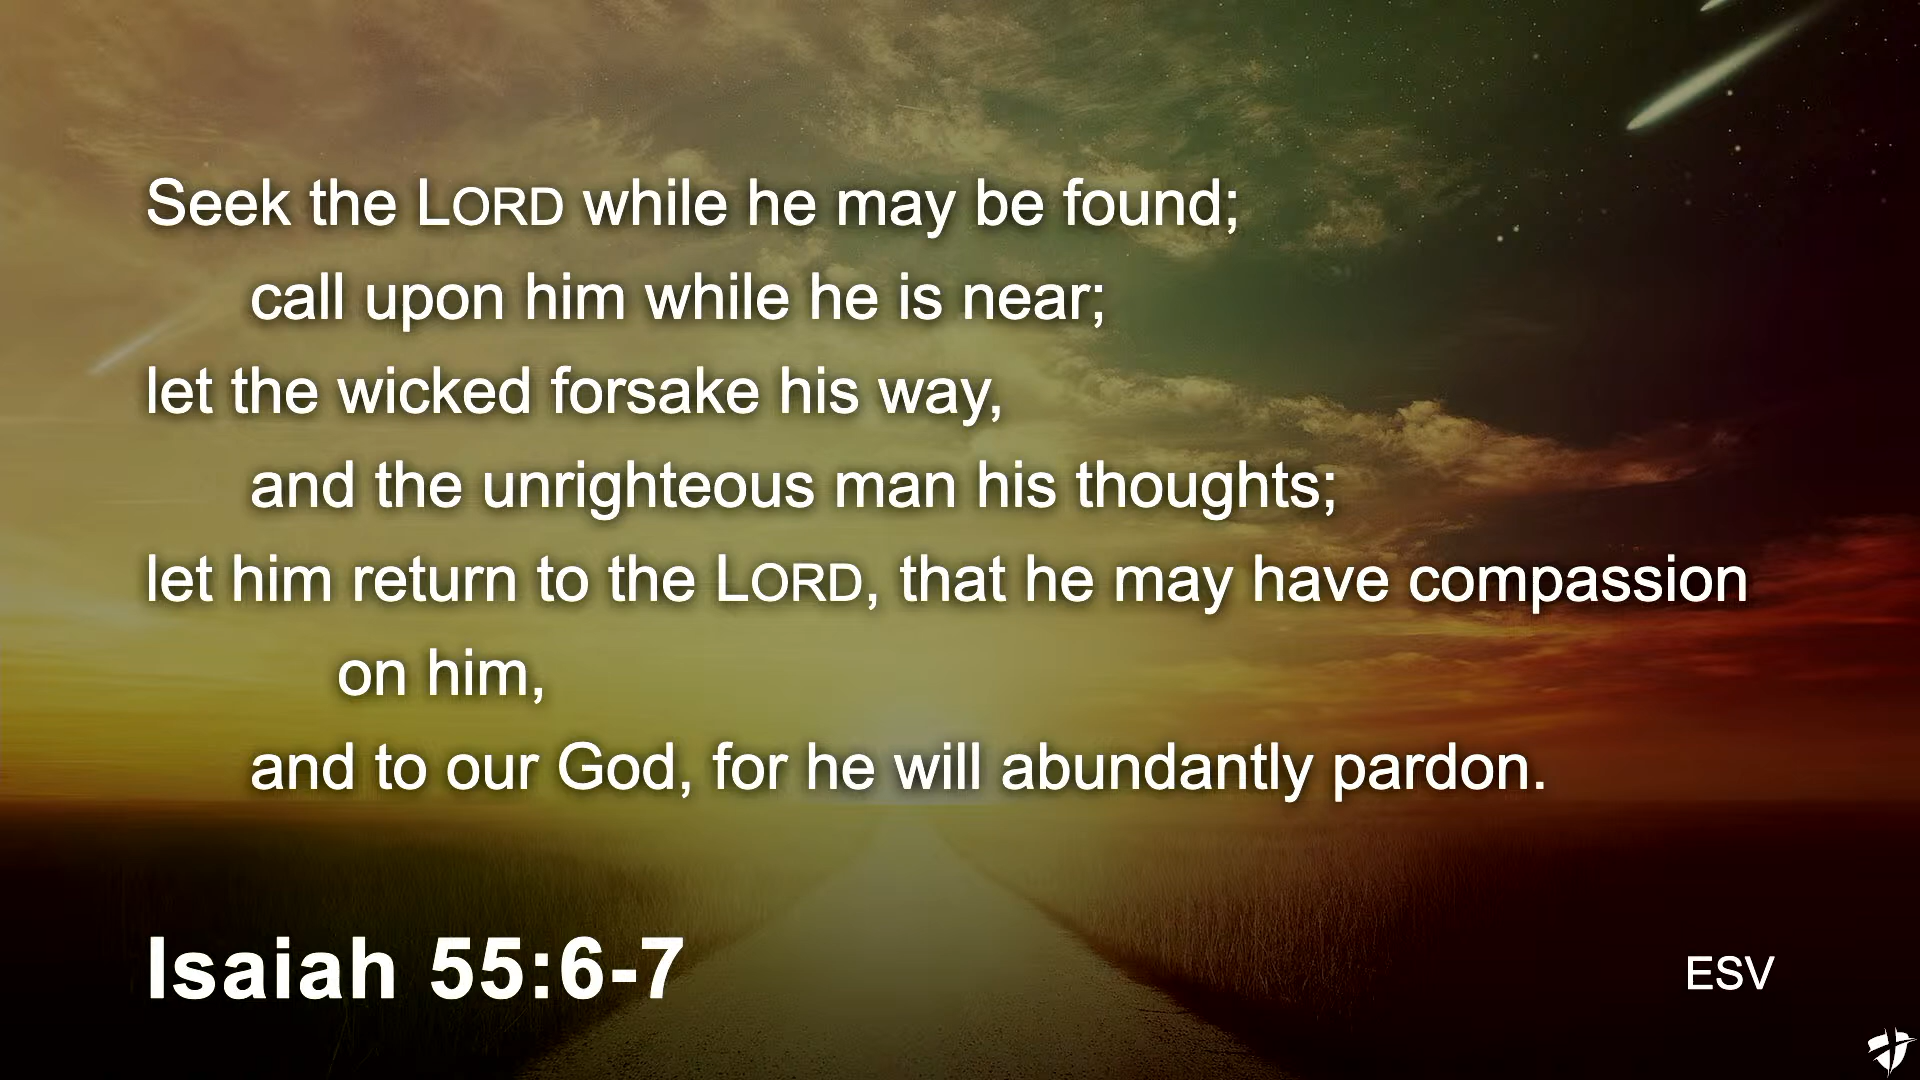 Seek the LORD while he may be found;
call upon him while he is near;
let the wicked forsake his way,
and the unrighteous man his thoughts;
let him return to the LORD, that he may have compassion
on him,
and to our God, for he will abundantly pardon.
Isaiah 55:6-7
ESV